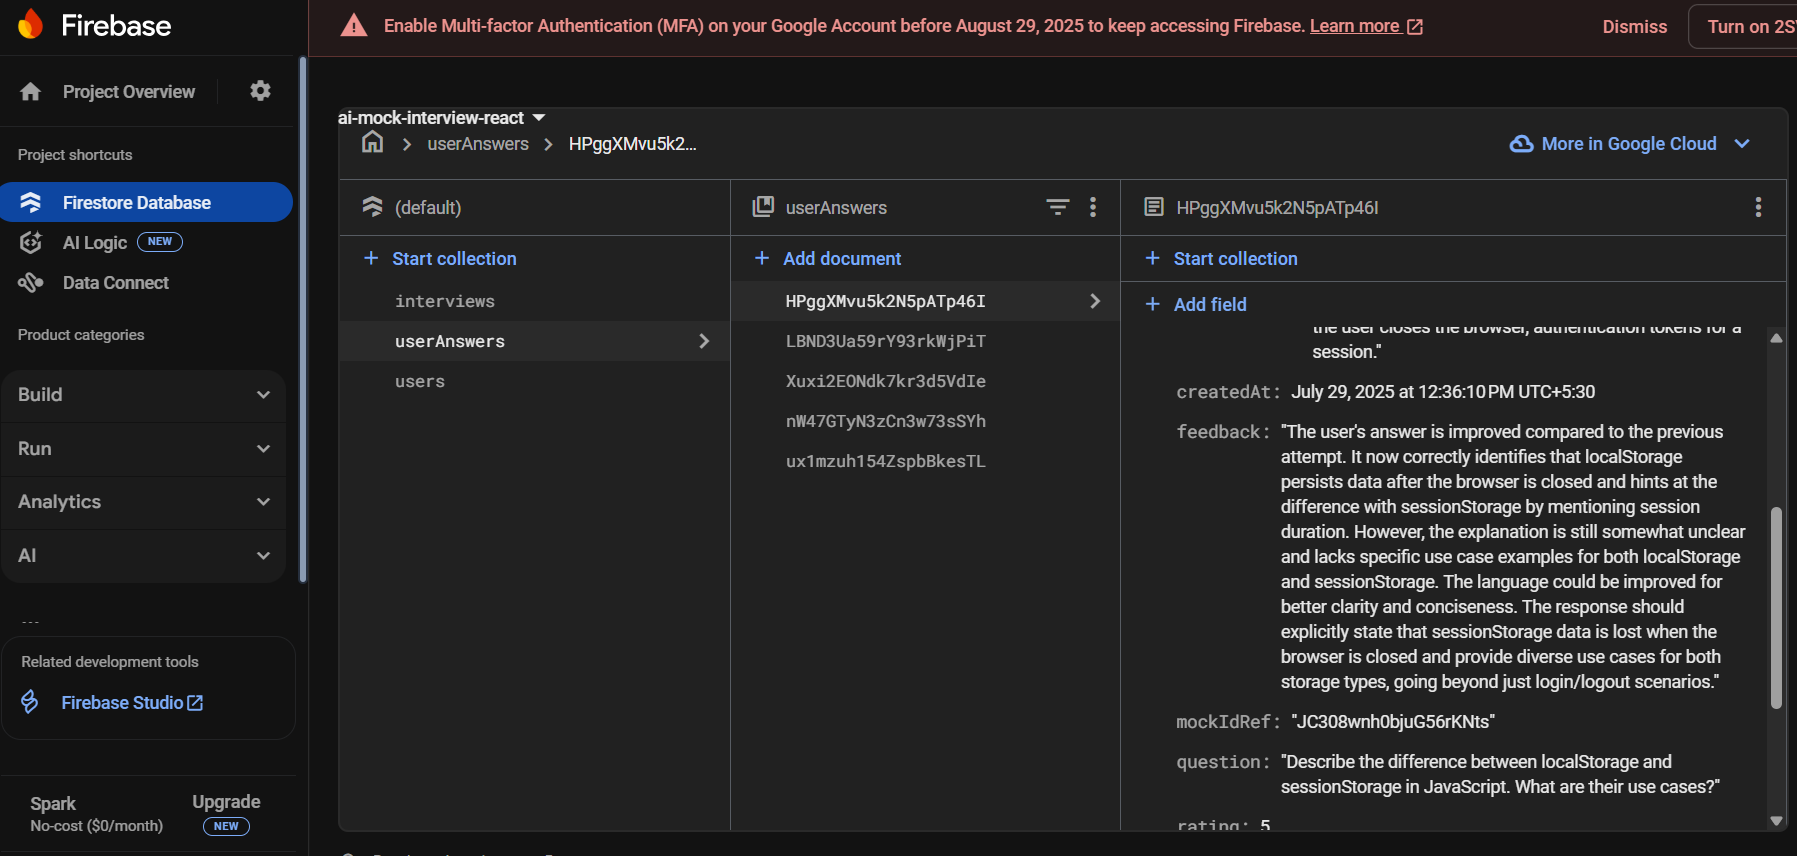 Firebase
Enable Multi-factor Authentication (MFA) on your Google Account before August 29, 2025 to keep accessing Firebase. Learn more
Dismiss
Turn on 2S
Project Overview
Project shortcuts
Firestore Database
AI Logic NEW
Data Connect
Product categories
Build
Run
Analytics
AI
...
Related development tools
Firebase Studio
Spark
No-cost ($0/month)
Upgrade
NEW
ai-mock-interview-react
userAnswers
HPggXMvu5k2...
More in Google Cloud
(default)
Start collection
interviews
userAnswers
users
userAnswers
Add document
HPggXMvu5k2N5pATp46I
LBND3Ua59rY93rkWjPiT
Xuxi2EONdk7kr3d5VdIe
nW47GTyN3zCn3w73sSYh
ux1mzuh154ZspbBkesTL
HPggXMvu5k2N5pATp46I
Start collection
Add field
the user closes the browser, authentication tokens for a
session."
createdAt: July 29, 2025 at 12:36:10 PM UTC+5:30
feedback: "The user's answer is improved compared to the previous
attempt. It now correctly identifies that localStorage
persists data after the browser is closed and hints at the
difference with sessionStorage by mentioning session
duration. However, the explanation is still somewhat unclear
and lacks specific use case examples for both localStorage
and sessionStorage. The language could be improved for
better clarity and conciseness. The response should
explicitly state that sessionStorage data is lost when the
browser is closed and provide diverse use cases for both
storage types, going beyond just login/logout scenarios."
mockIdRef: "JC308wnh0bjuG56rKNts"
question: "Describe the difference between localStorage and
sessionStorage in JavaScript. What are their use cases?"
rating: 5